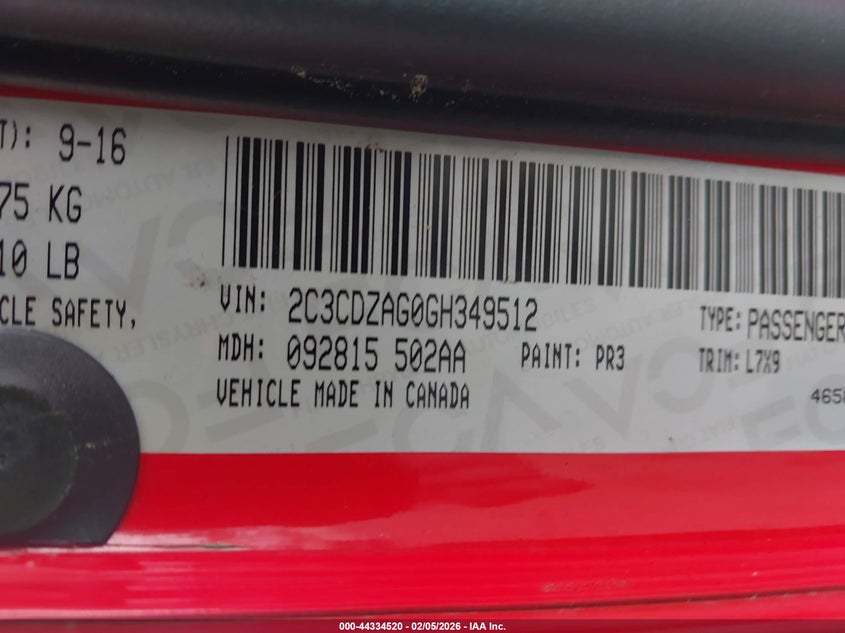 T): 9-16
75 KG
10 LB
CLE SAFETY,
VIN: 2C3CDZAG0GH349512
TYPE: PASSENGER
MDH: 092815 502AA PAINT: PR3 TRIM: L7X9
VEHICLE MADE IN CANADA
465
000-44334520 | 02/05/2026 – IAA Inc.